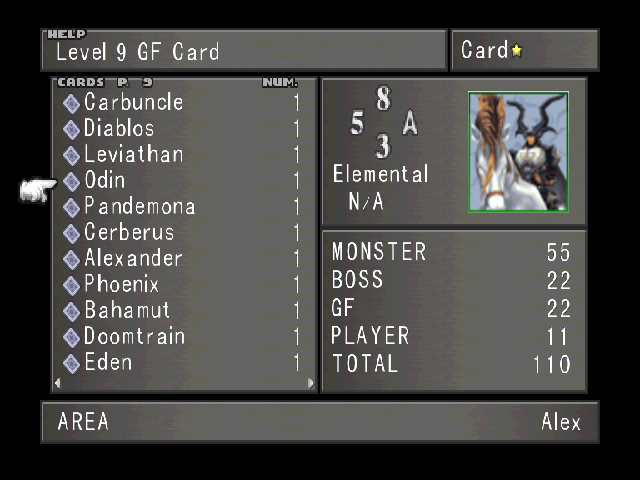 HELP
Level 9 GF Card
Card
CARDS P. 9 NUM.
Carbuncle 1
Diablos 1
Leviathan 1
Odin 1
Pandemona 1
Cerberus 1
Alexander 1
Phoenix 1
Bahamut 1
Doomtrain 1
Eden 1
8
5 A
3
Elemental
N/A
MONSTER 55
BOSS 22
GF 22
PLAYER 11
TOTAL 110
AREA Alex